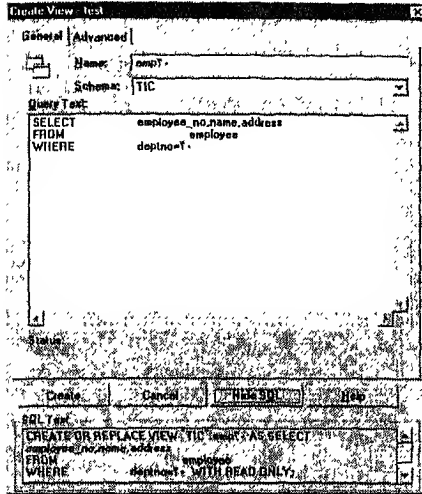 Create View - test
General Advanced
Name: emp1
Schema: TIC
Query Text:
SELECT employee_no,name,address
FROM employee
WHERE deptno=1
Status:
Create Cancel Hide SQL Help
SQL Text
CREATE OR REPLACE VIEW "TIC"."emp1" AS SELECT
employee_no,name,address
FROM employee
WHERE deptno=1 WITH READ ONLY;